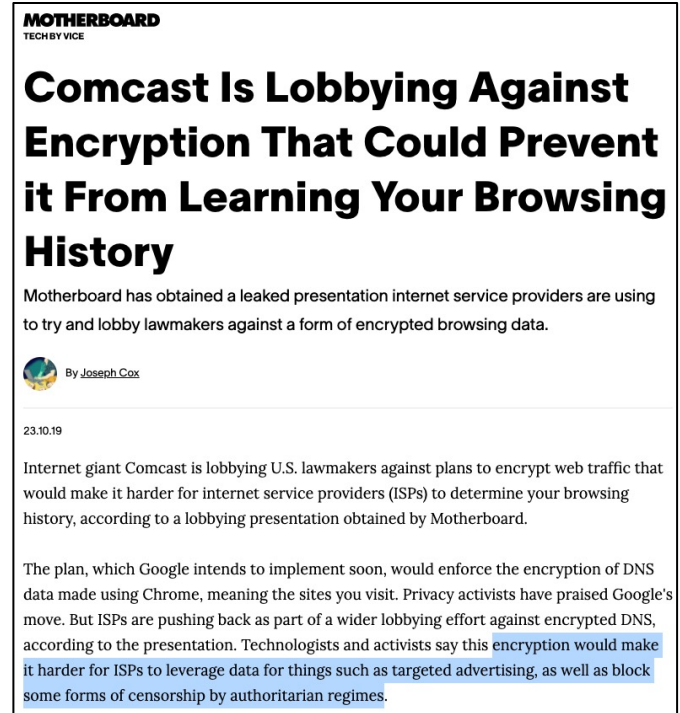 MOTHERBOARD
TECH BY VICE
Comcast Is Lobbying Against
Encryption That Could Prevent
it From Learning Your Browsing
History
Motherboard has obtained a leaked presentation internet service providers are using
to try and lobby lawmakers against a form of encrypted browsing data.
By Joseph Cox
23.10.19
Internet giant Comcast is lobbying U.S. lawmakers against plans to encrypt web traffic that
would make it harder for internet service providers (ISPs) to determine your browsing
history, according to a lobbying presentation obtained by Motherboard.
The plan, which Google intends to implement soon, would enforce the encryption of DNS
data made using Chrome, meaning the sites you visit. Privacy activists have praised Google's
move. But ISPs are pushing back as part of a wider lobbying effort against encrypted DNS,
according to the presentation. Technologists and activists say this encryption would make
it harder for ISPs to leverage data for things such as targeted advertising, as well as block
some forms of censorship by authoritarian regimes.